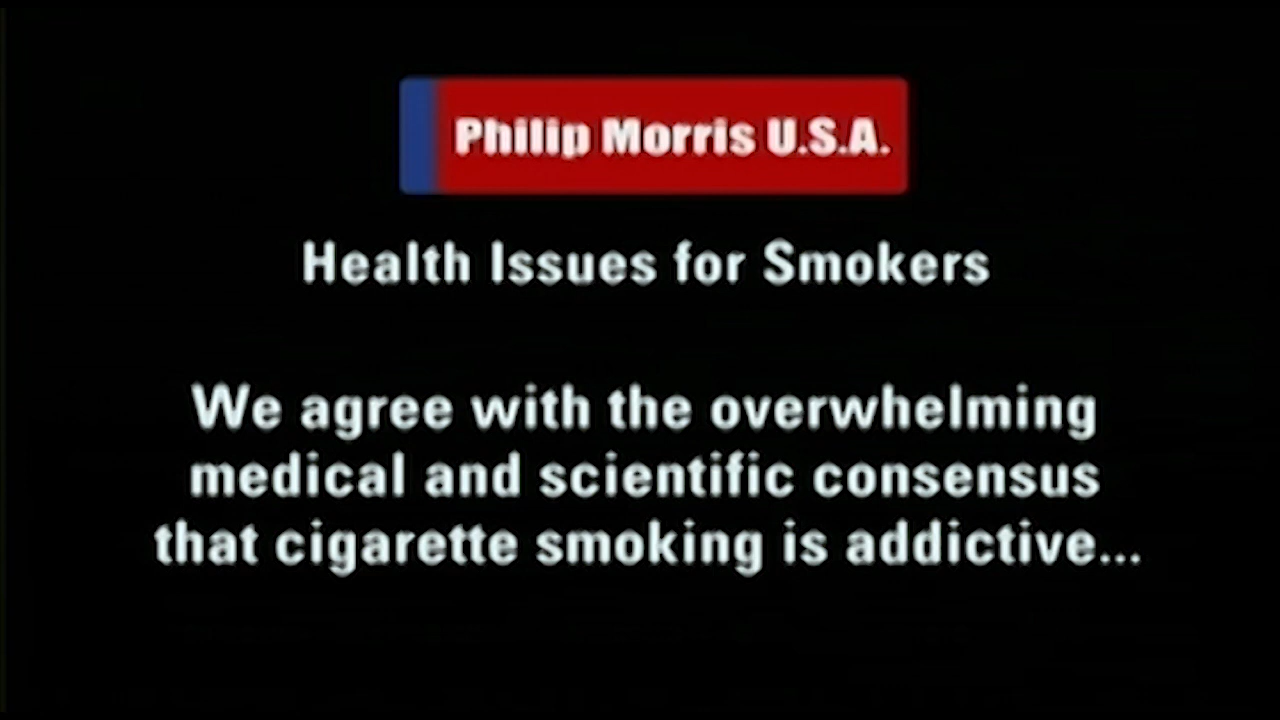 Philip Morris U.S.A.
Health Issues for Smokers
We agree with the overwhelming
medical and scientific consensus
that cigarette smoking is addictive...